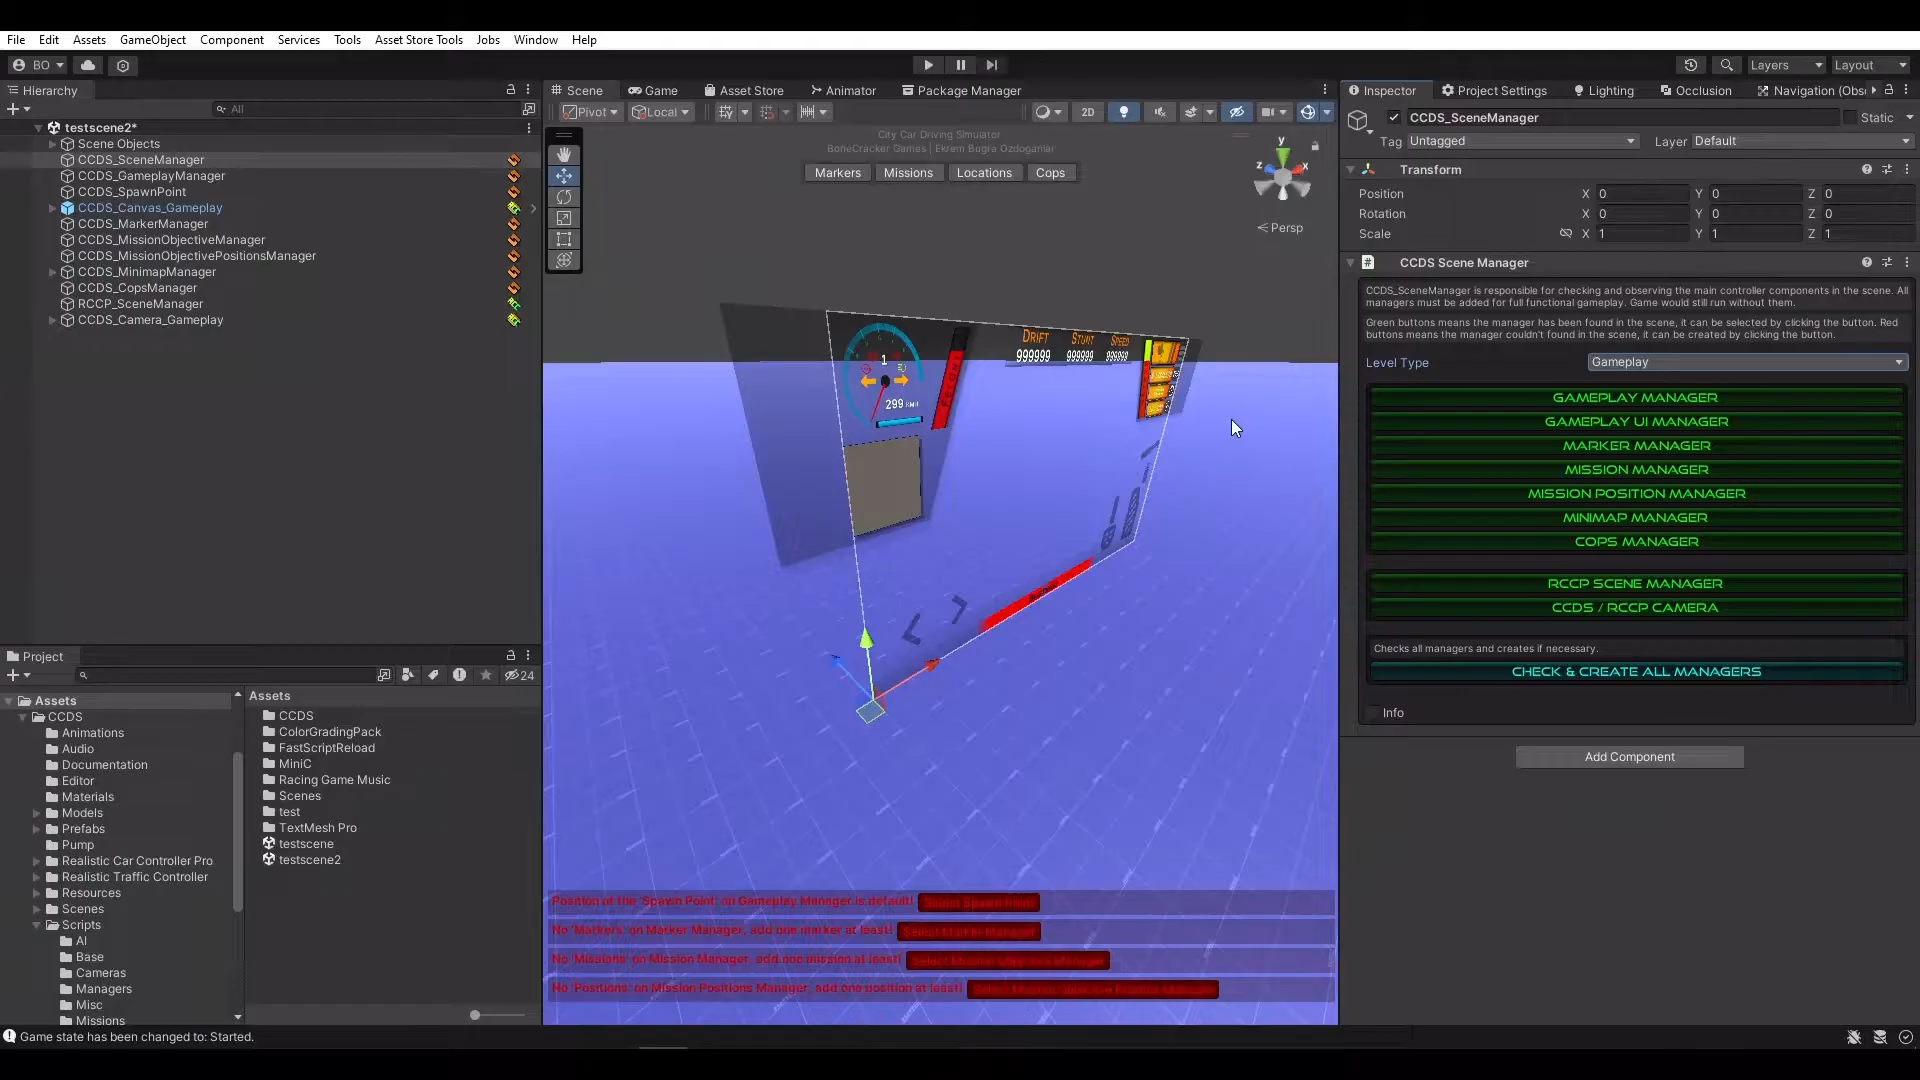 File Edit Assets GameObject Component Services Tools Jobs Asset Store Tools Window Help
BO
Layers
Layout
Hierarchy
All
testscene2*
Scene Objects
CCDS_SceneManager
CCDS_GameplayManager
CCDS_SpawnPoint
CCDS_Canvas_Gameplay
CCDS_MarkerManager
CCDS_MissionObjectiveManager
CCDS_MissionObjectivePositionsManager
CCDS_MinimapManager
CCDS_CopsManager
RCCP_SceneManager
CCDS_Camera_Gameplay
Project
24
Assets
CCDS
Animations
Audio
Documentation
Editor
Materials
Models
Prefabs
Pump
Realistic Car Controller Pro
Realistic Traffic Controller
Resources
Scenes
Scripts
AI
Base
Cameras
Managers
Misc
Missions
Assets
CCDS
ColorGradingPack
FastScriptReload
MiniC
Racing Game Music
Scenes
test
TextMesh Pro
testscene
testscene2
Scene Game Asset Store Animator Package Manager
Pivot Local 2D
City Car Driving Simulator
BoneCracker Games | Ekrem Bugra Ozdoganlar
Markers Missions Locations Cops
y
z x
Persp
1
299 KMH
DRIFT STUNT SPEED
999999 999999 999999
Position of the 'Spawn Point' on Gameplay Manager is default! Select Spawn Point
No 'Markers' on Marker Manager, add one marker at least! Select Marker Manager
No 'Missions' on Mission Manager, add one mission at least!
No 'Positions' on Mission Positions Manager, add one position at least!
Inspector Project Settings Lighting Occlusion Navigation (Obs
CCDS_SceneManager Static
Tag Untagged Layer Default
Transform
Position X 0 Y 0 Z 0
Rotation X 0 Y 0 Z 0
Scale X 1 Y 1 Z 1
# CCDS Scene Manager
CCDS_SceneManager is responsible for checking and observing the main controller components in the scene. All
managers must be added for full functional gameplay. Game would still run without them.
Green buttons means the manager has been found in the scene, it can be selected by clicking the button. Red
buttons means the manager couldn't found in the scene, it can be created by clicking the button.
Level Type Gameplay
GAMEPLAY MANAGER
GAMEPLAY UI MANAGER
MARKER MANAGER
MISSION MANAGER
MISSION POSITION MANAGER
MINIMAP MANAGER
COPS MANAGER
RCCP SCENE MANAGER
CCDS / RCCP CAMERA
Checks all managers and creates if necessary.
CHECK & CREATE ALL MANAGERS
Info
Add Component
Game state has been changed to: Started.